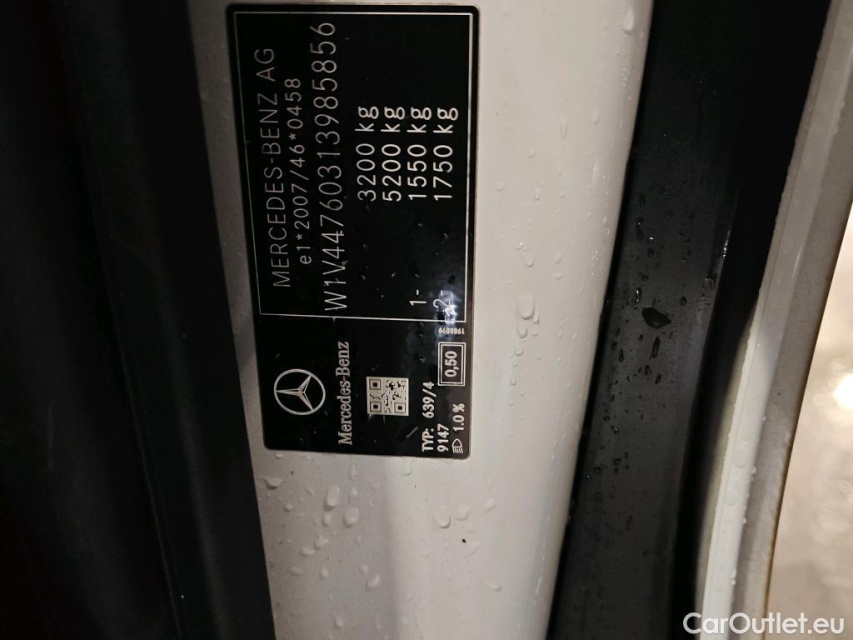 MERCEDES-BENZ AG
e1*2007/46*0458
W1V44760313985856
3200 kg
5200 kg
1- 1550 kg
2- 1750 kg
1908899
Mercedes-Benz
TYP: 639/4
0,50
9147
1.0 %
CarOutlet.eu